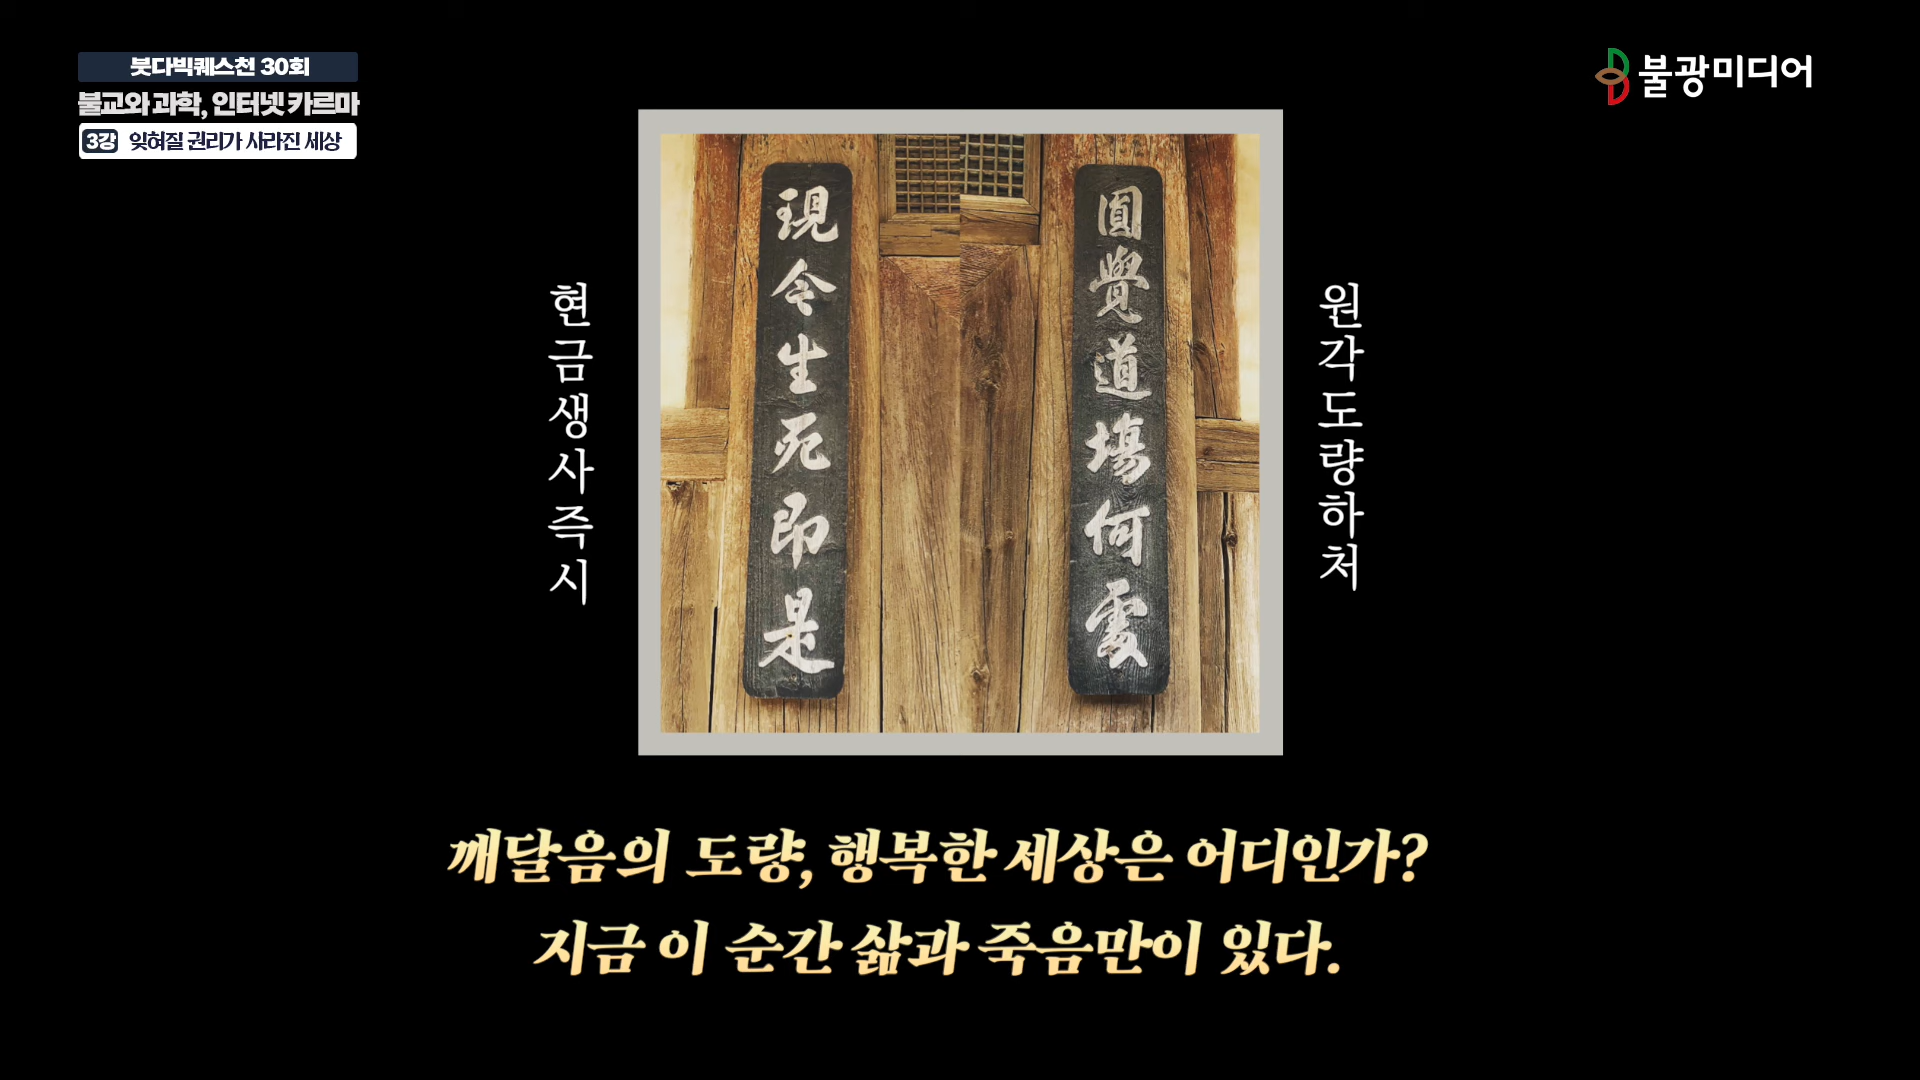 붓다빅퀘스천 30회
불교와 과학, 인터넷 카르마
3강 잊혀질 권리가 사라진 세상
불광미디어
원각도량하처
圓覺道場何處
現今生死即是
현금생사즉시
깨달음의 도량, 행복한 세상은 어디인가?
지금 이 순간 삶과 죽음만이 있다.